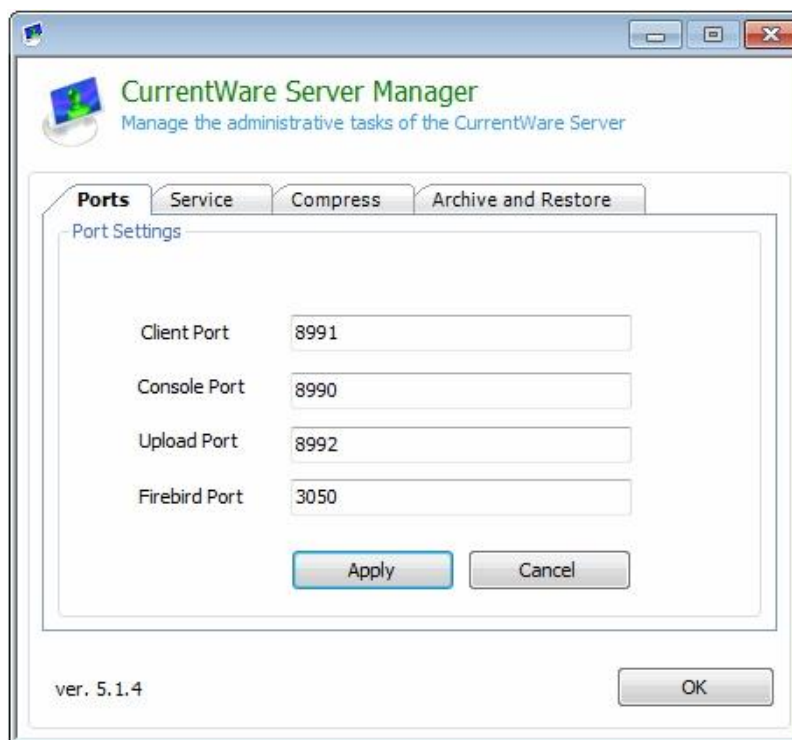 CurrentWare Server Manager
Manage the administrative tasks of the CurrentWare Server
Ports Service Compress Archive and Restore
Port Settings
Client Port 8991
Console Port 8990
Upload Port 8992
Firebird Port 3050
Apply Cancel
ver. 5.1.4 OK